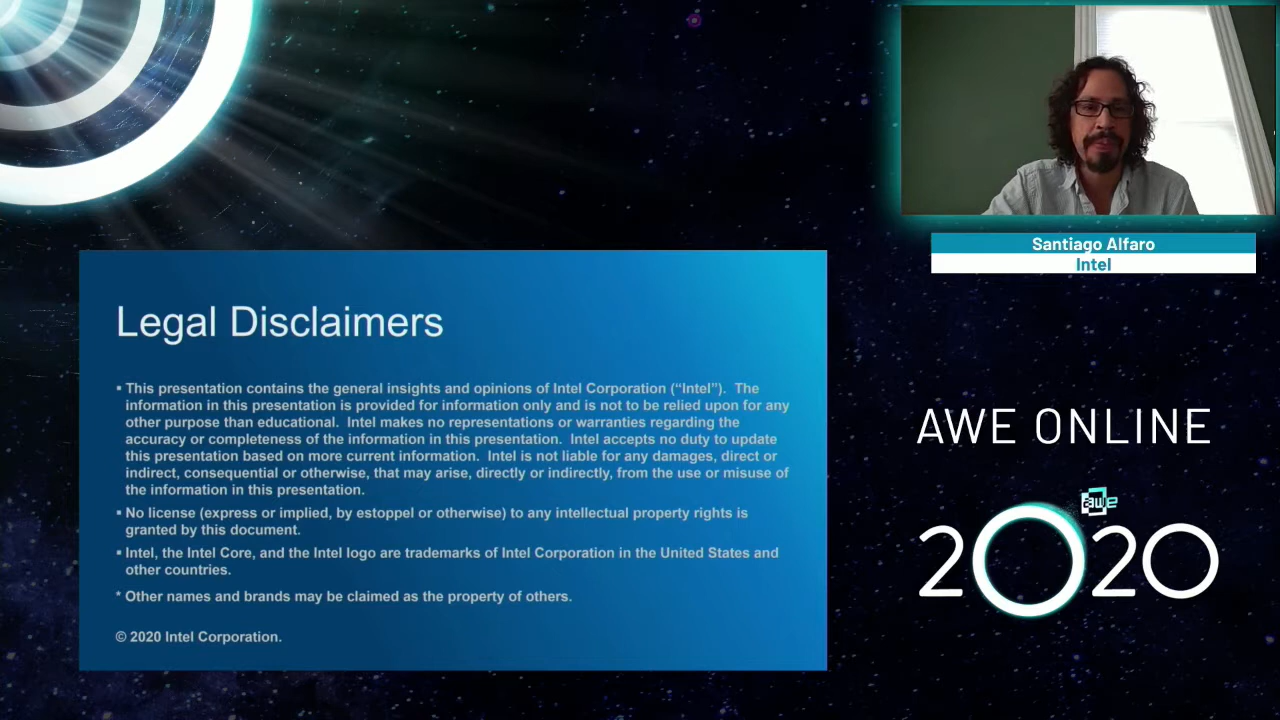 Santiago Alfaro
Intel
Legal Disclaimers
▪ This presentation contains the general insights and opinions of Intel Corporation (“Intel”).  The
information in this presentation is provided for information only and is not to be relied upon for any
other purpose than educational.  Intel makes no representations or warranties regarding the
accuracy or completeness of the information in this presentation.  Intel accepts no duty to update
this presentation based on more current information.  Intel is not liable for any damages, direct or
indirect, consequential or otherwise, that may arise, directly or indirectly, from the use or misuse of
the information in this presentation.
▪ No license (express or implied, by estoppel or otherwise) to any intellectual property rights is
granted by this document.
▪ Intel, the Intel Core, and the Intel logo are trademarks of Intel Corporation in the United States and
other countries.
* Other names and brands may be claimed as the property of others.
© 2020 Intel Corporation.
AWE ONLINE
awe
2020